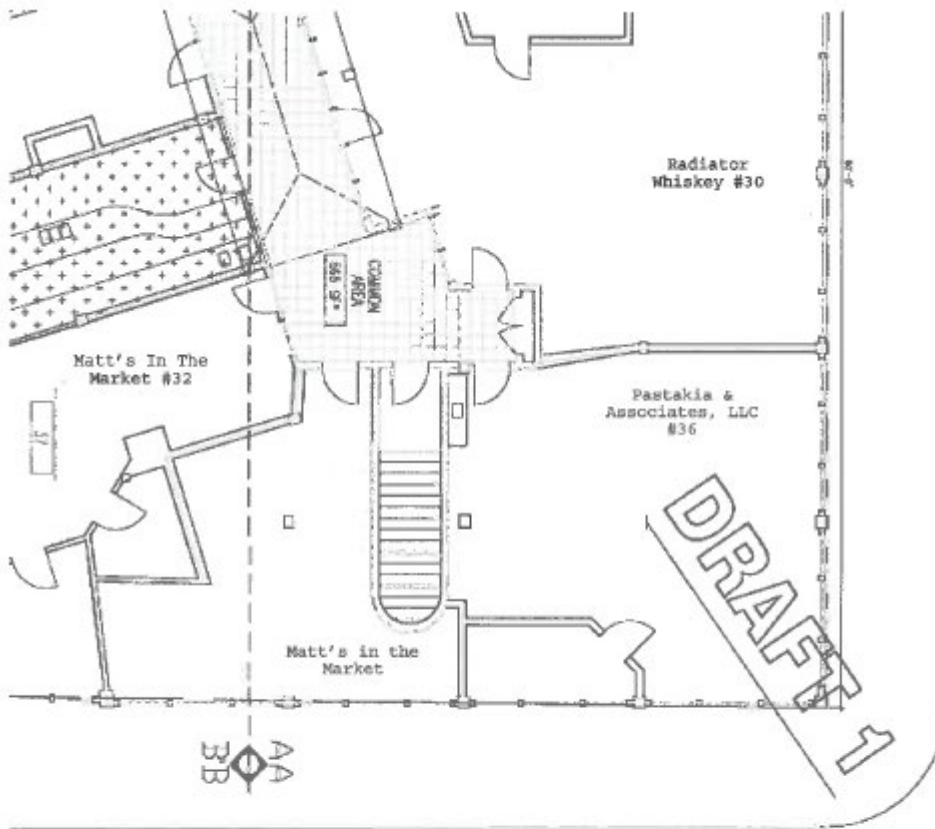 Radiator
Whiskey #30
COMMON
AREA
Matt's In The
Market #32
Pastakia &
Associates, LLC
#36
Matt's in the
Market
DRAFT 1
AA
BB